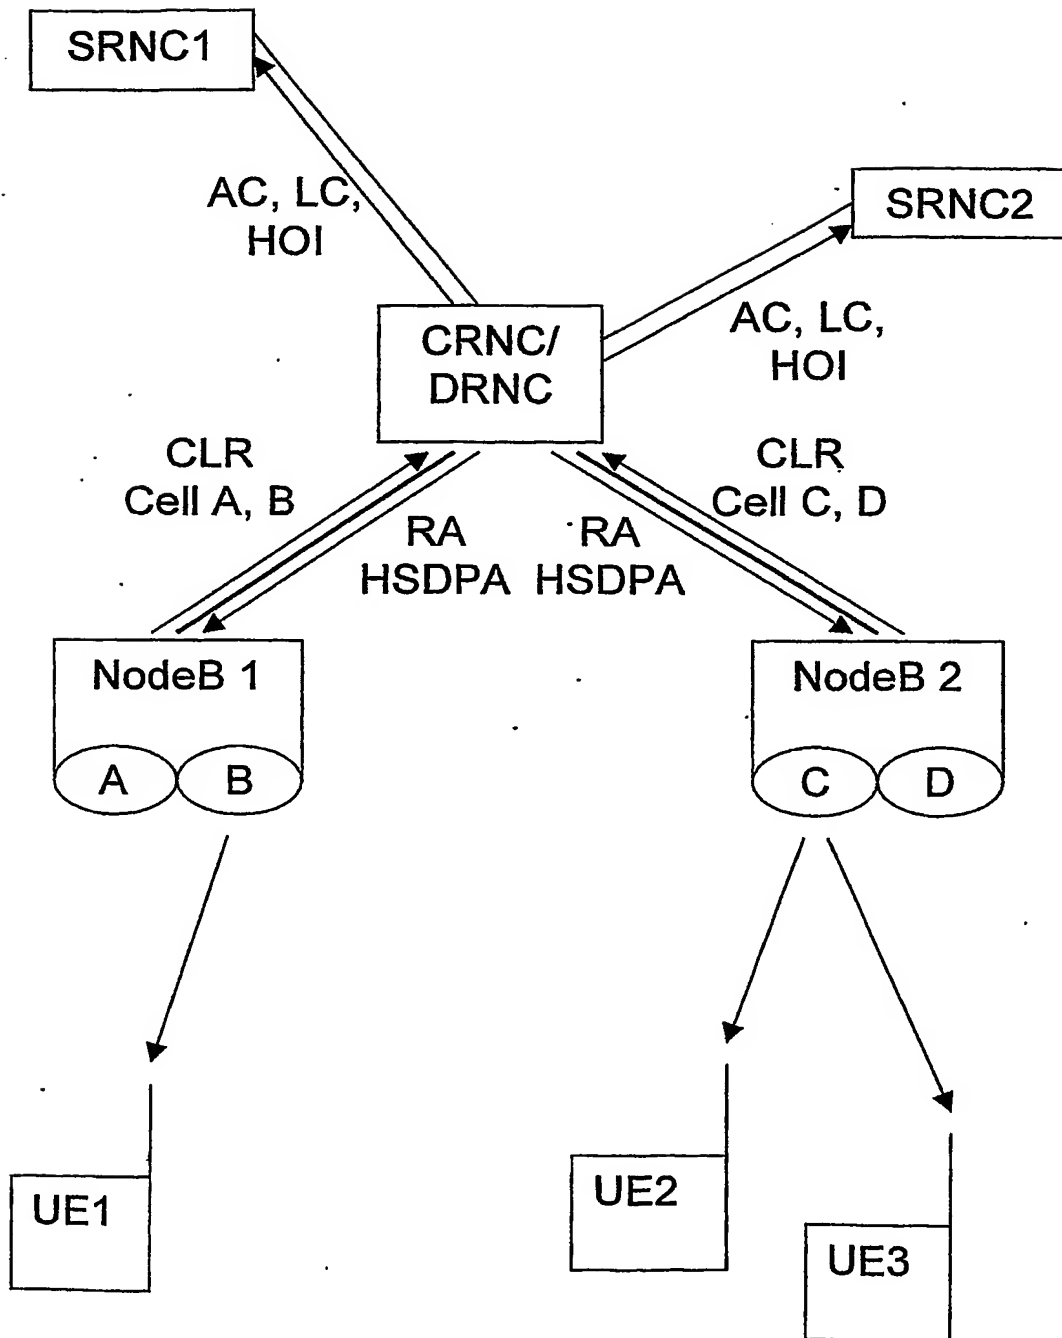 SRNC1
AC, LC,
HOI
SRNC2
CRNC/
DRNC
AC, LC,
HOI
CLR
Cell A, B
CLR
Cell C, D
RA
HSDPA
RA
HSDPA
NodeB 1
A
B
NodeB 2
C
D
UE1
UE2
UE3